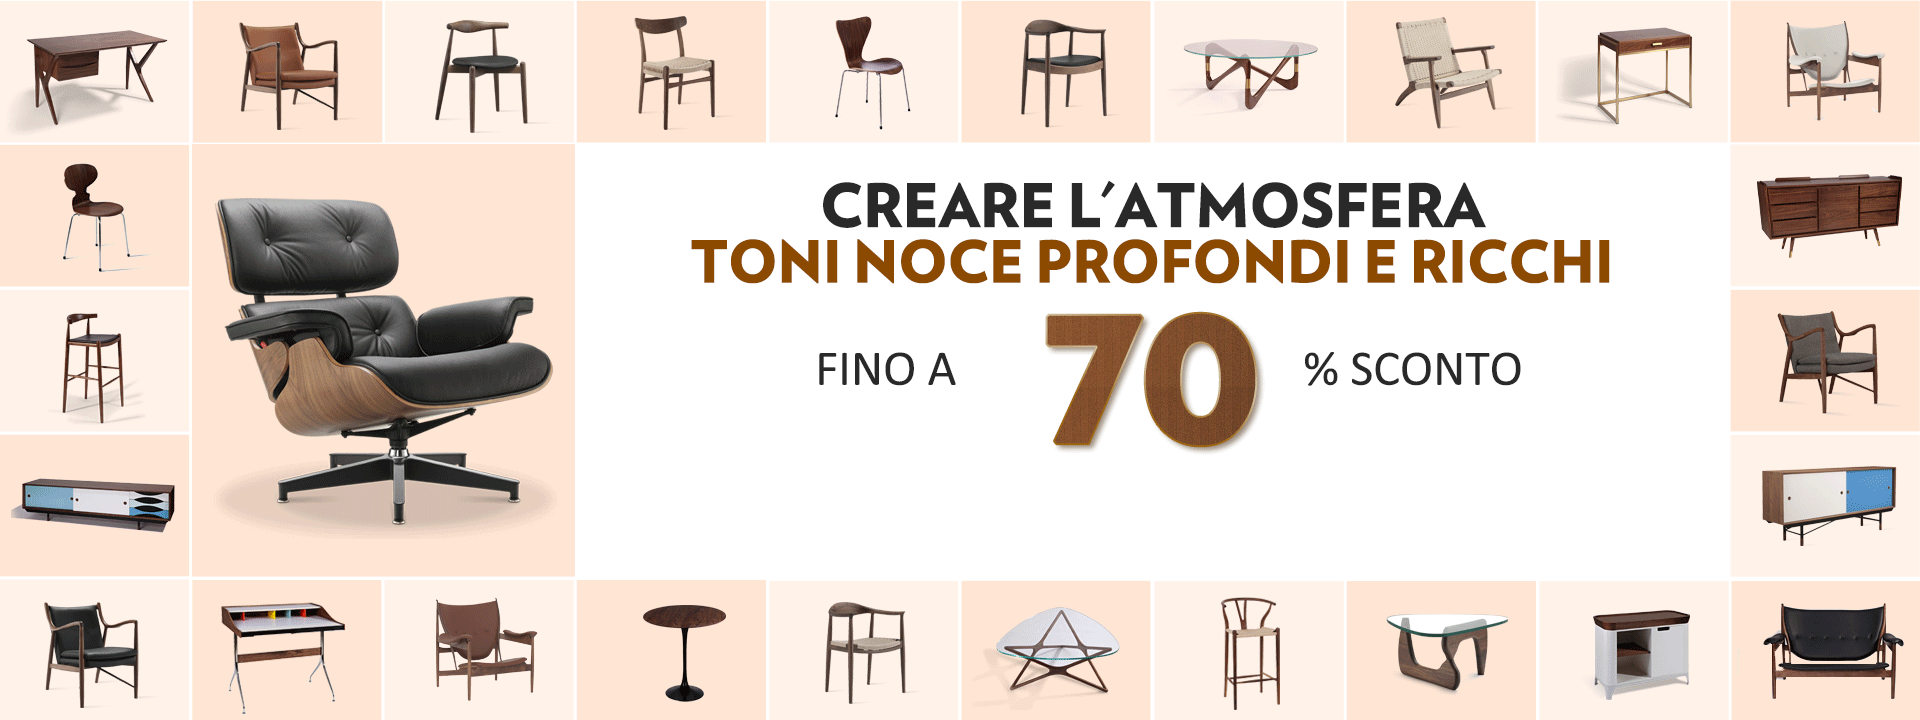 CREARE L'ATMOSFERA
TONI NOCE PROFONDI E RICCHI
FINO A 70 % SCONTO